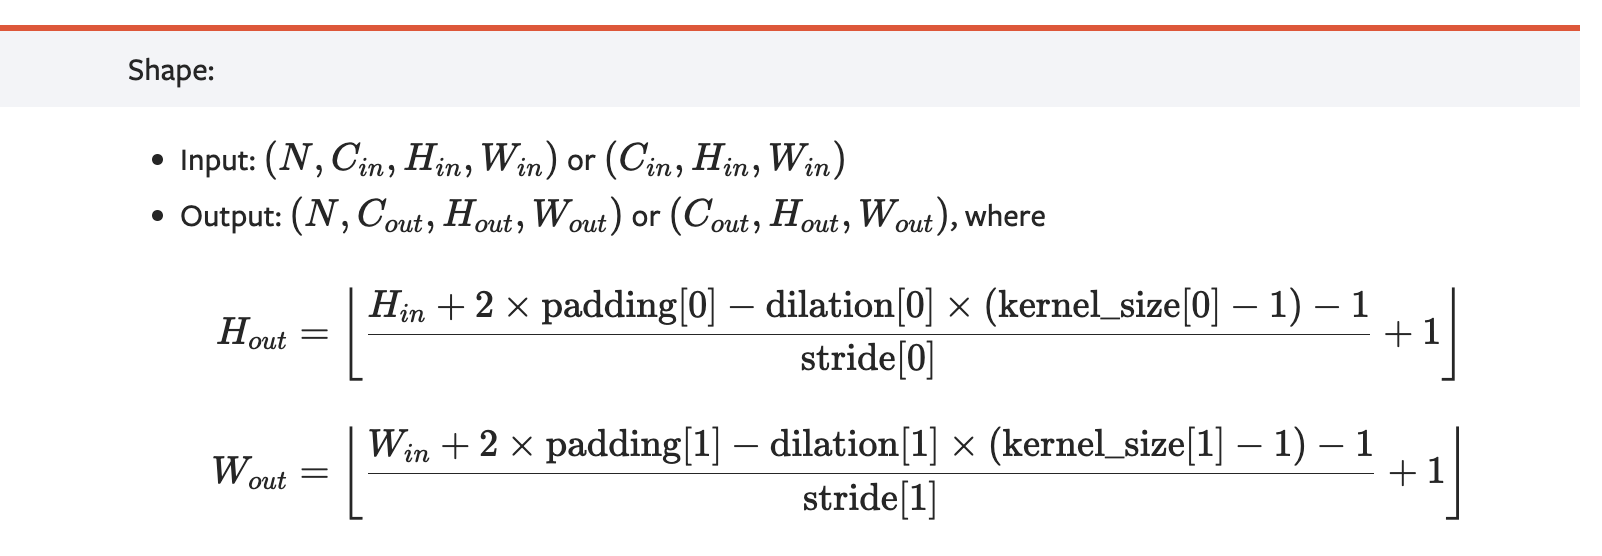 Shape:
• Input: (N, C_in, H_in, W_in) or (C_in, H_in, W_in)
• Output: (N, C_out, H_out, W_out) or (C_out, H_out, W_out), where
H_out = ⌊(H_in + 2 × padding[0] − dilation[0] × (kernel_size[0] − 1) − 1) / stride[0] + 1⌋
W_out = ⌊(W_in + 2 × padding[1] − dilation[1] × (kernel_size[1] − 1) − 1) / stride[1] + 1⌋